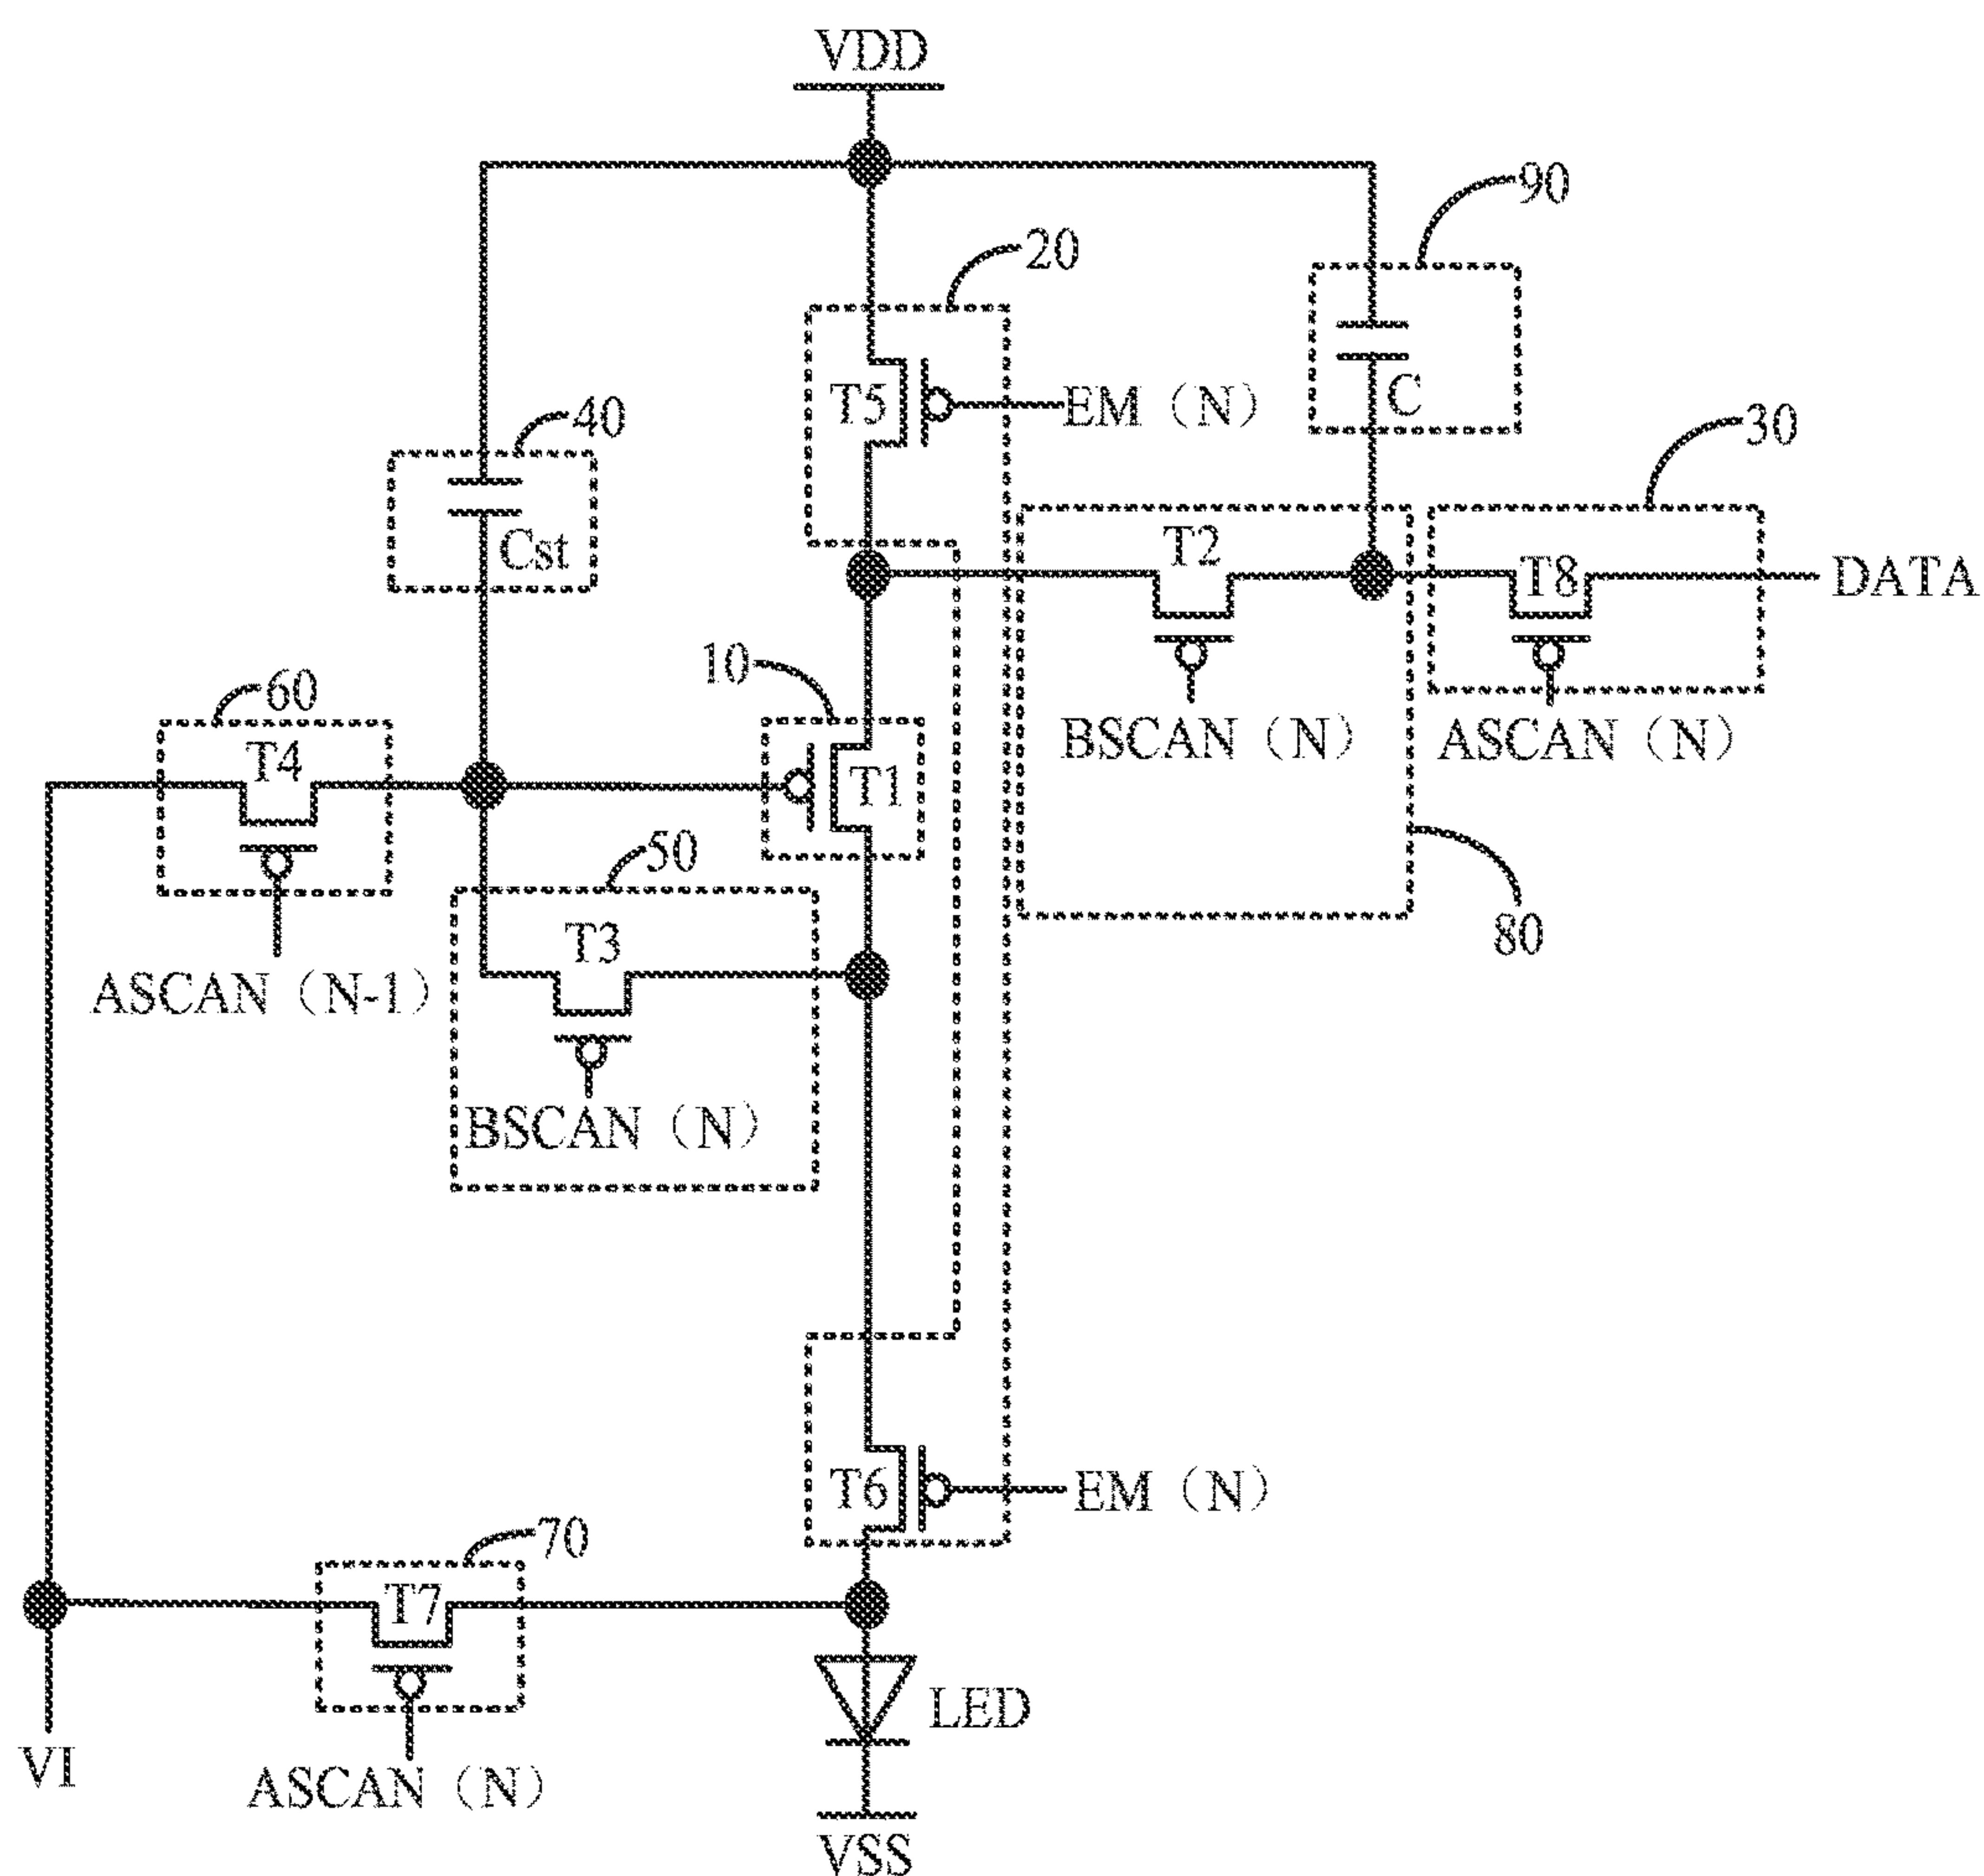 VDD
90
20
T5
EM（N）
C
40
30
Cst
T2
T8
DATA
10
60
T4
T1
BSCAN（N）
ASCAN（N）
50
T3
80
ASCAN（N-1）
BSCAN（N）
T6
EM（N）
70
T7
LED
VI
ASCAN（N）
VSS